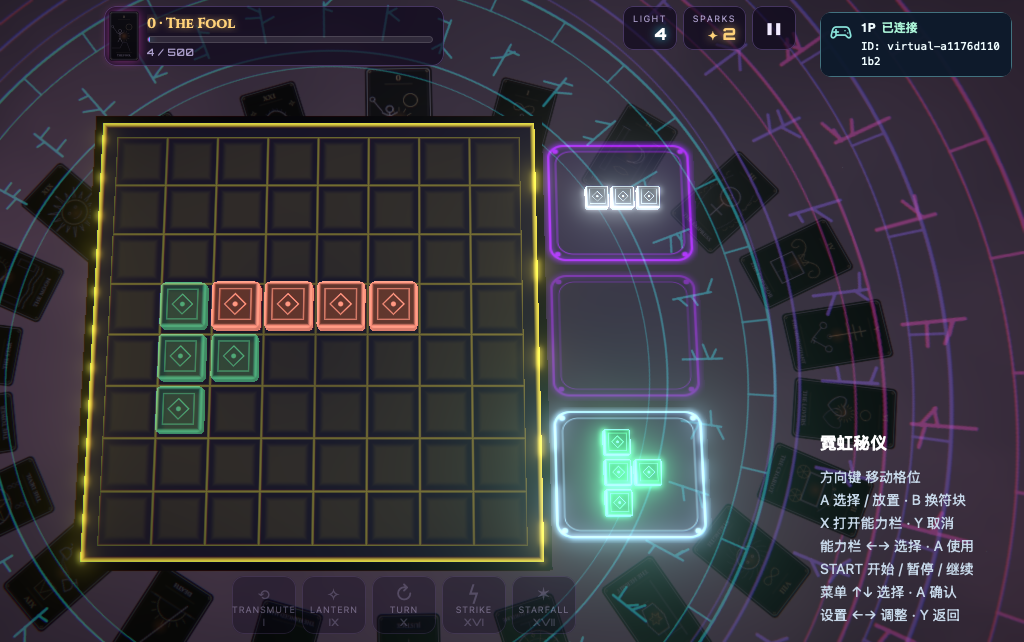 0 · THE FOOL
4 / 500
LIGHT
4
SPARKS
2
1P 已连接
ID: virtual-a1176d110
1b2
霓虹秘仪
方向键 移动格位
A 选择 / 放置 · B 换符块
X 打开能力栏 · Y 取消
能力栏 ←→ 选择 · A 使用
START 开始 / 暂停 / 继续
菜单 ↑↓ 选择 · A 确认
设置 ←→ 调整 · Y 返回
TRANSMUTE
I
LANTERN
IX
TURN
X
STRIKE
XVI
STARFALL
XVII